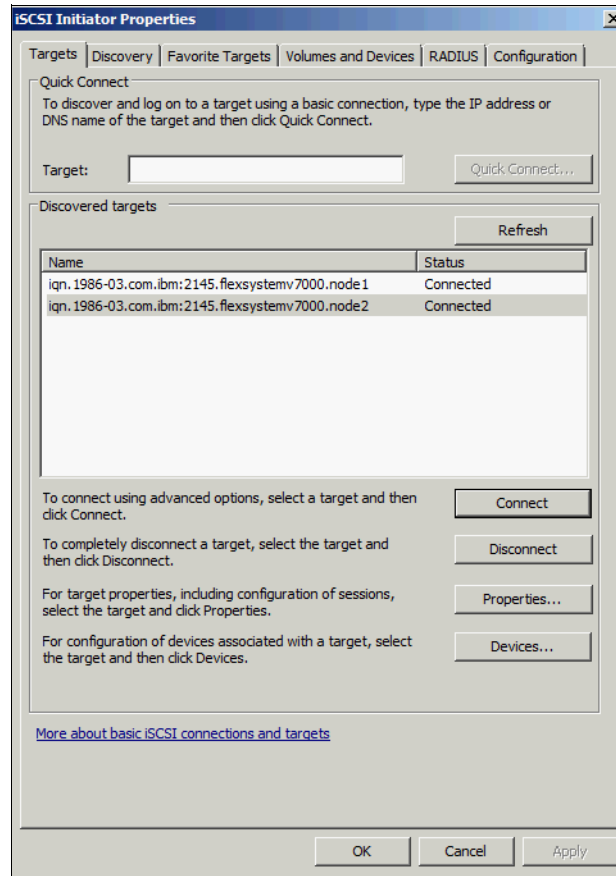 iSCSI Initiator Properties
Targets Discovery Favorite Targets Volumes and Devices RADIUS Configuration
Quick Connect
To discover and log on to a target using a basic connection, type the IP address or
DNS name of the target and then click Quick Connect.
Target: Quick Connect...
Discovered targets
Refresh
Name Status
iqn.1986-03.com.ibm:2145.flexsystemv7000.node1 Connected
iqn.1986-03.com.ibm:2145.flexsystemv7000.node2 Connected
To connect using advanced options, select a target and then
click Connect.
Connect
To completely disconnect a target, select the target and
then click Disconnect.
Disconnect
For target properties, including configuration of sessions,
select the target and click Properties.
Properties...
For configuration of devices associated with a target, select
the target and then click Devices.
Devices...
More about basic iSCSI connections and targets
OK Cancel Apply